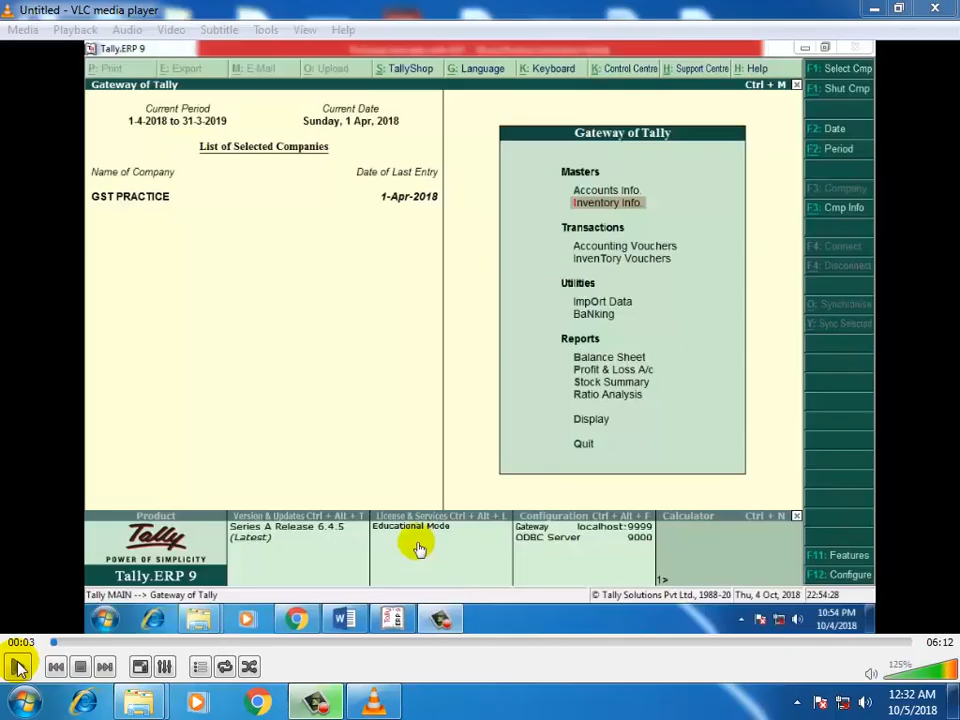 Untitled - VLC media player
Media Playback Audio Video Subtitle Tools View Help
Tally.ERP 9
P: Print E: Export M: E-Mail O: Upload S: TallyShop G: Language K: Keyboard K: Control Centre H: Support Centre H: Help
F1: Select Cmp
F1: Shut Cmp
F2: Date
F2: Period
F3: Company
F3: Cmp Info
F4: Connect
F4: Disconnect
O: Synchronise
Y: Sync Selected
F11: Features
F12: Configure
Gateway of Tally Ctrl + M
Current Period Current Date
1-4-2018 to 31-3-2019 Sunday, 1 Apr, 2018
List of Selected Companies
Name of Company Date of Last Entry
GST PRACTICE 1-Apr-2018
Gateway of Tally
Masters
Accounts Info.
Inventory Info.
Transactions
Accounting Vouchers
InvenTory Vouchers
Utilities
ImpOrt Data
BaNking
Reports
Balance Sheet
Profit & Loss A/c
Stock Summary
Ratio Analysis
Display
Quit
Product Version & Updates Ctrl + Alt + T License & Services Ctrl + Alt + L Configuration Ctrl + Alt + F Calculator Ctrl + N
Tally
POWER OF SIMPLICITY
Tally.ERP 9
Series A Release 6.4.5
(Latest)
Educational Mode
Gateway localhost:9999
ODBC Server 9000
1>
Tally MAIN --> Gateway of Tally © Tally Solutions Pvt Ltd., 1988-20 Thu, 4 Oct, 2018 22:54:28
10:54 PM
10/4/2018
00:03 06:12
125%
12:32 AM
10/5/2018